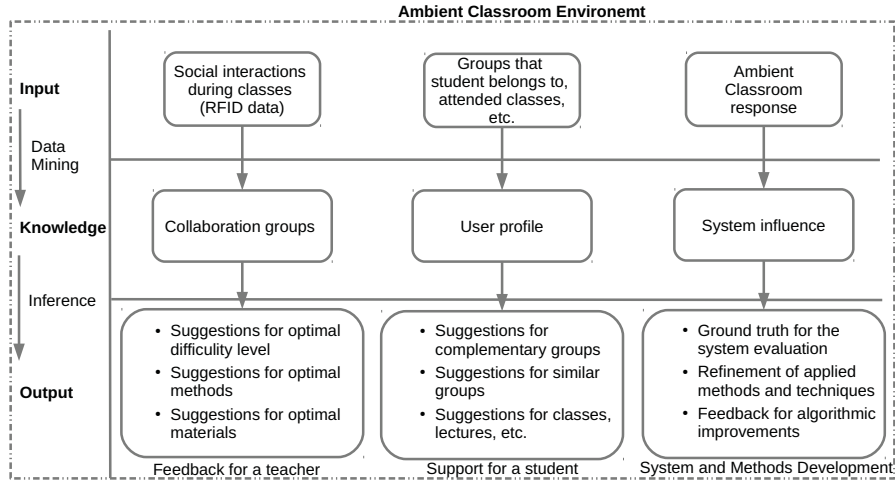 Ambient Classroom Environemt
Input
Social interactions
during classes
(RFID data)
Groups that
student belongs to,
attended classes,
etc.
Ambient
Classroom
response
Data
Mining
Knowledge
Collaboration groups
User profile
System influence
Inference
Output
• Suggestions for optimal
difficulity level
• Suggestions for optimal
methods
• Suggestions for optimal
materials
• Suggestions for
complementary groups
• Suggestions for similar
groups
• Suggestions for classes,
lectures, etc.
• Ground truth for the
system evaluation
• Refinement of applied
methods and techniques
• Feedback for algorithmic
improvements
Feedback for a teacher
Support for a student
System and Methods Development